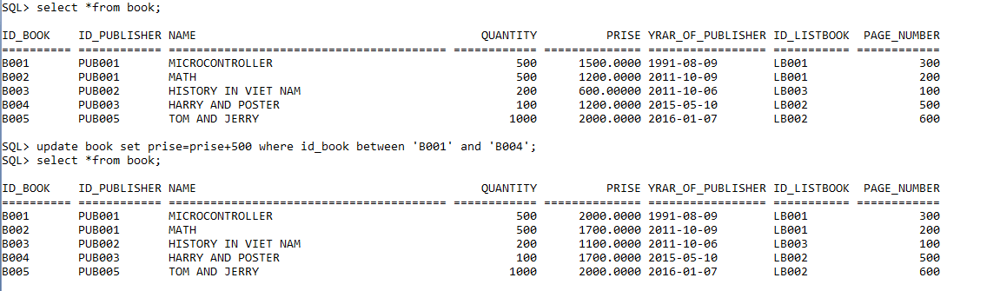 SQL> select *from book;
ID_BOOK    ID_PUBLISHER NAME                                         QUANTITY         PRISE YRAR_OF_PUBLISHER ID_LISTBOOK  PAGE_NUMBER
========== ============ ======================================== ============ ============= ================= =========== ============
B001       PUB001       MICROCONTROLLER                                   500     1500.0000 1991-08-09        LB001                300
B002       PUB001       MATH                                              500     1200.0000 2011-10-09        LB001                200
B003       PUB002       HISTORY IN VIET NAM                               200     600.00000 2011-10-06        LB003                100
B004       PUB003       HARRY AND POSTER                                  100     1200.0000 2015-05-10        LB002                500
B005       PUB005       TOM AND JERRY                                    1000     2000.0000 2016-01-07        LB002                600
SQL> update book set prise=prise+500 where id_book between 'B001' and 'B004';
SQL> select *from book;
ID_BOOK    ID_PUBLISHER NAME                                         QUANTITY         PRISE YRAR_OF_PUBLISHER ID_LISTBOOK  PAGE_NUMBER
========== ============ ======================================== ============ ============= ================= =========== ============
B001       PUB001       MICROCONTROLLER                                   500     2000.0000 1991-08-09        LB001                300
B002       PUB001       MATH                                              500     1700.0000 2011-10-09        LB001                200
B003       PUB002       HISTORY IN VIET NAM                               200     1100.0000 2011-10-06        LB003                100
B004       PUB003       HARRY AND POSTER                                  100     1700.0000 2015-05-10        LB002                500
B005       PUB005       TOM AND JERRY                                    1000     2000.0000 2016-01-07        LB002                600